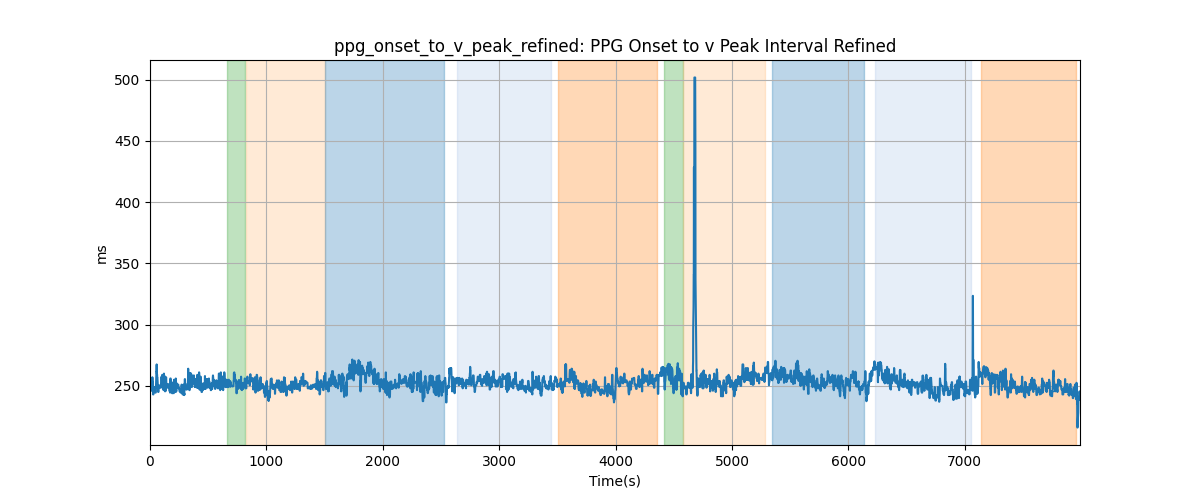 ppg_onset_to_v_peak_refined: PPG Onset to v Peak Interval Refined
500
450
400
350
300
250
ms
0 1000 2000 3000 4000 5000 6000 7000
Time(s)